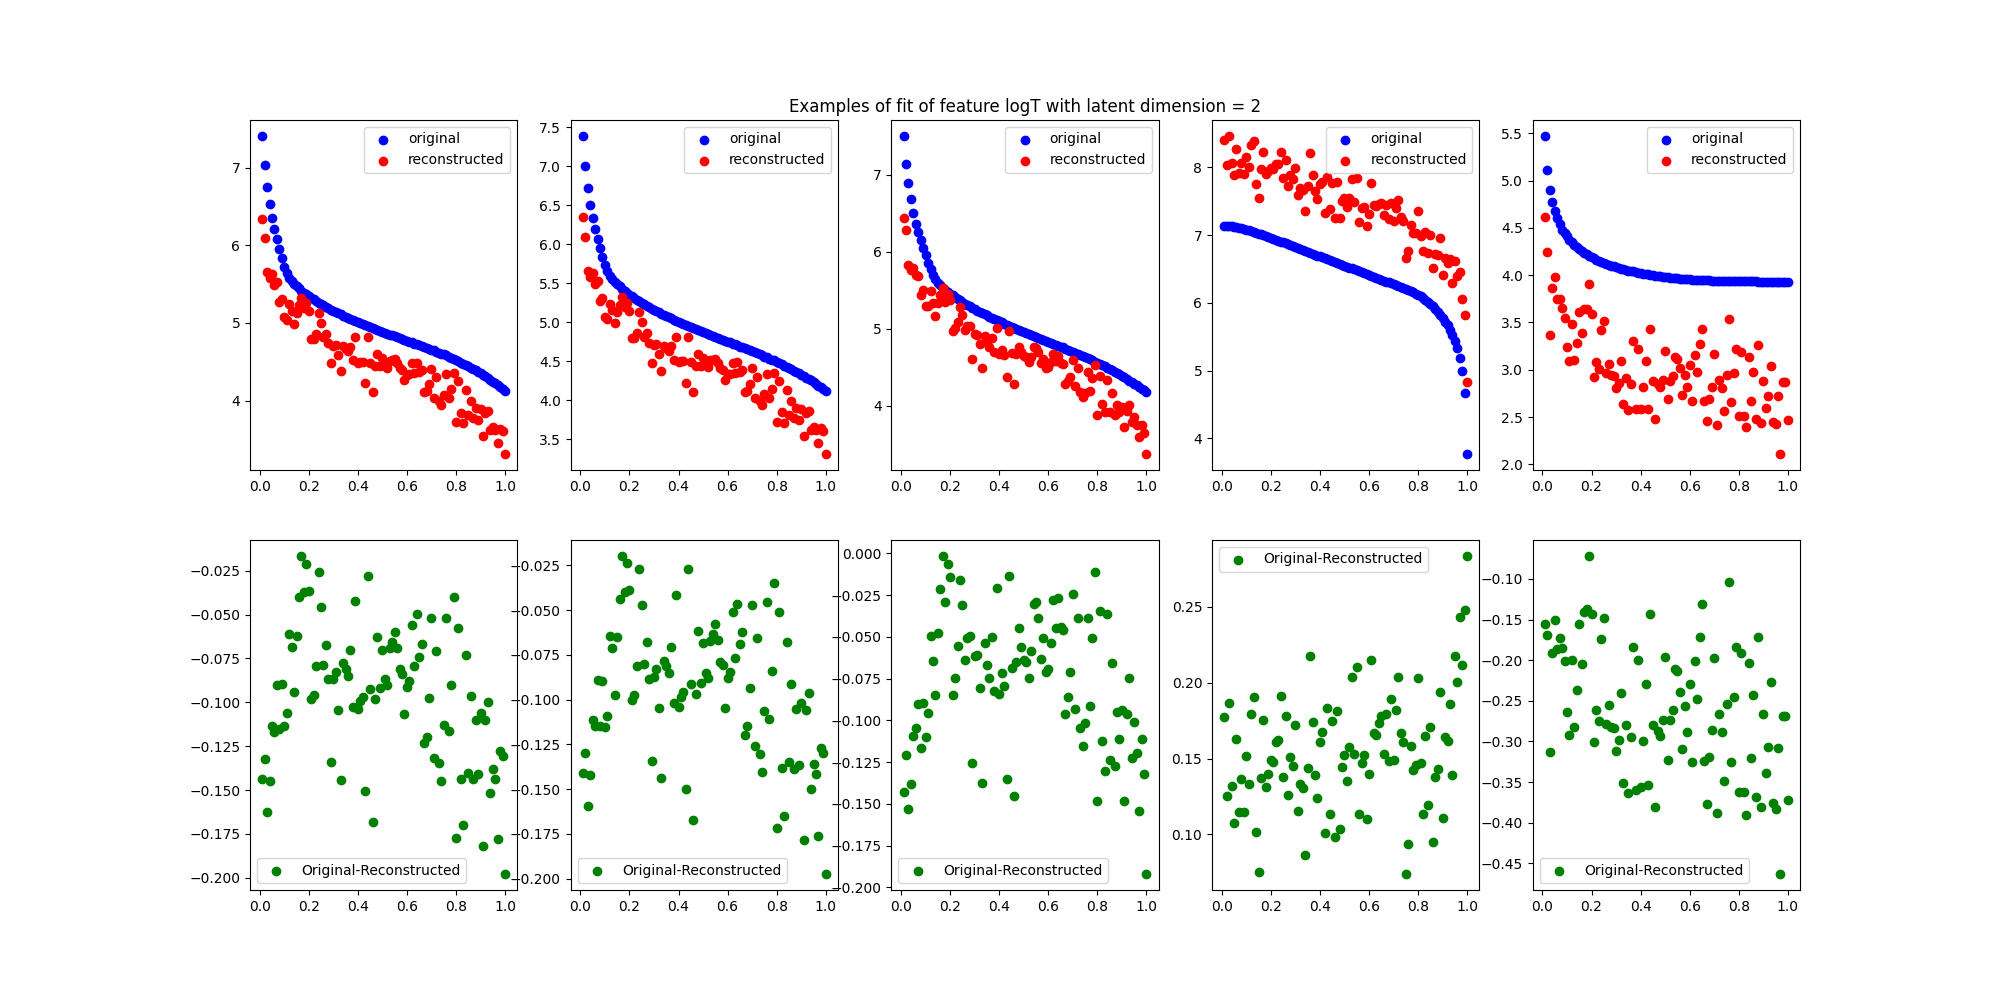 Examples of fit of feature logT with latent dimension = 2
original
reconstructed
7
6
5
4
0.0 0.2 0.4 0.6 0.8 1.0
original
reconstructed
7.5
7.0
6.5
6.0
5.5
5.0
4.5
4.0
3.5
0.0 0.2 0.4 0.6 0.8 1.0
original
reconstructed
7
6
5
4
0.0 0.2 0.4 0.6 0.8 1.0
original
reconstructed
8
7
6
5
4
0.0 0.2 0.4 0.6 0.8 1.0
original
reconstructed
5.5
5.0
4.5
4.0
3.5
3.0
2.5
2.0
0.0 0.2 0.4 0.6 0.8 1.0
−0.025
−0.050
−0.075
−0.100
−0.125
−0.150
−0.175
−0.200
Original-Reconstructed
0.0 0.2 0.4 0.6 0.8 1.0
−0.025
−0.050
−0.075
−0.100
−0.125
−0.150
−0.175
−0.200
Original-Reconstructed
0.0 0.2 0.4 0.6 0.8 1.0
0.000
−0.025
−0.050
−0.075
−0.100
−0.125
−0.150
−0.175
−0.200
Original-Reconstructed
0.0 0.2 0.4 0.6 0.8 1.0
Original-Reconstructed
0.25
0.20
0.15
0.10
0.0 0.2 0.4 0.6 0.8 1.0
−0.10
−0.15
−0.20
−0.25
−0.30
−0.35
−0.40
−0.45
Original-Reconstructed
0.0 0.2 0.4 0.6 0.8 1.0